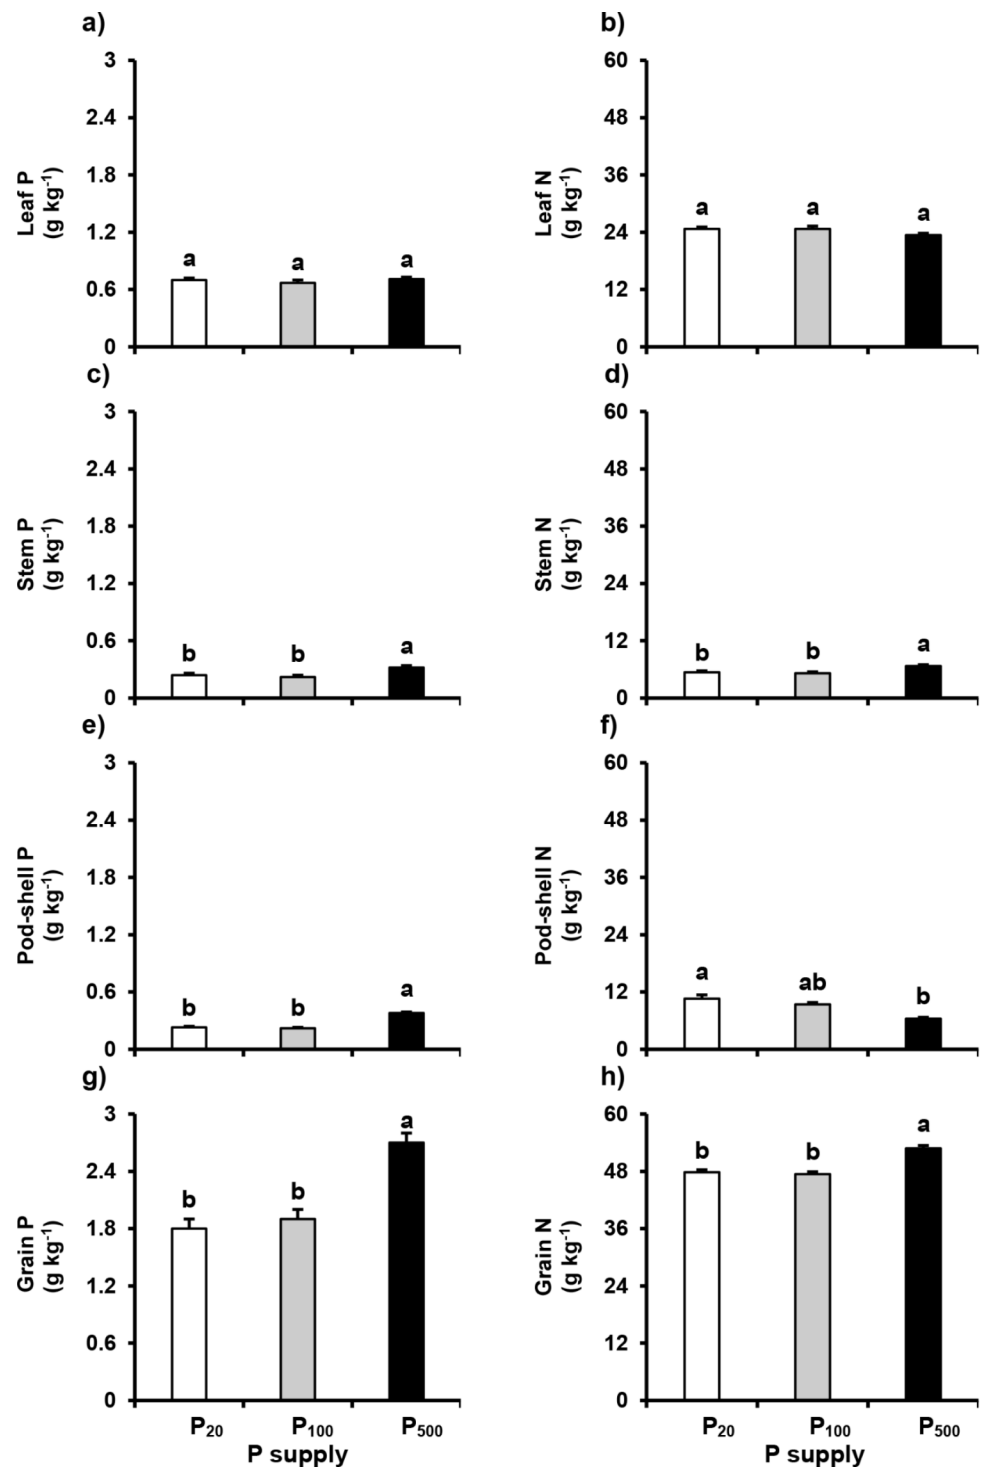 a)
3
2.4
1.8
1.2
0.6
0
Leaf P
(g kg⁻¹)
a
a
a
b)
60
48
36
24
12
0
Leaf N
(g kg⁻¹)
a
a
a
c)
3
2.4
1.8
1.2
0.6
0
Stem P
(g kg⁻¹)
b
b
a
d)
60
48
36
24
12
0
Stem N
(g kg⁻¹)
b
b
a
e)
3
2.4
1.8
1.2
0.6
0
Pod-shell P
(g kg⁻¹)
b
b
a
f)
60
48
36
24
12
0
Pod-shell N
(g kg⁻¹)
a
ab
b
g)
3
2.4
1.8
1.2
0.6
0
Grain P
(g kg⁻¹)
b
b
a
P₂₀ P₁₀₀ P₅₀₀
P supply
h)
60
48
36
24
12
0
Grain N
(g kg⁻¹)
b
b
a
P₂₀ P₁₀₀ P₅₀₀
P supply